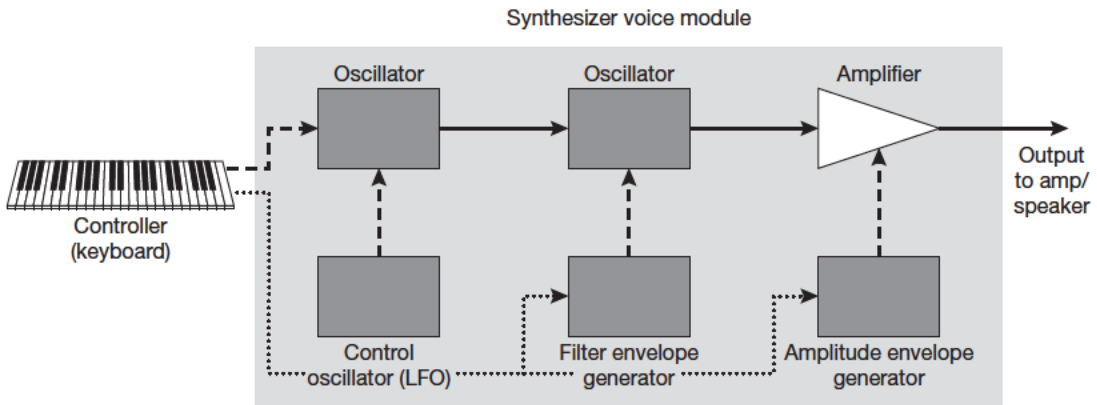 Synthesizer voice module
Oscillator
Oscillator
Amplifier
Controller
(keyboard)
Output
to amp/
speaker
Control
oscillator (LFO)
Filter envelope
generator
Amplitude envelope
generator